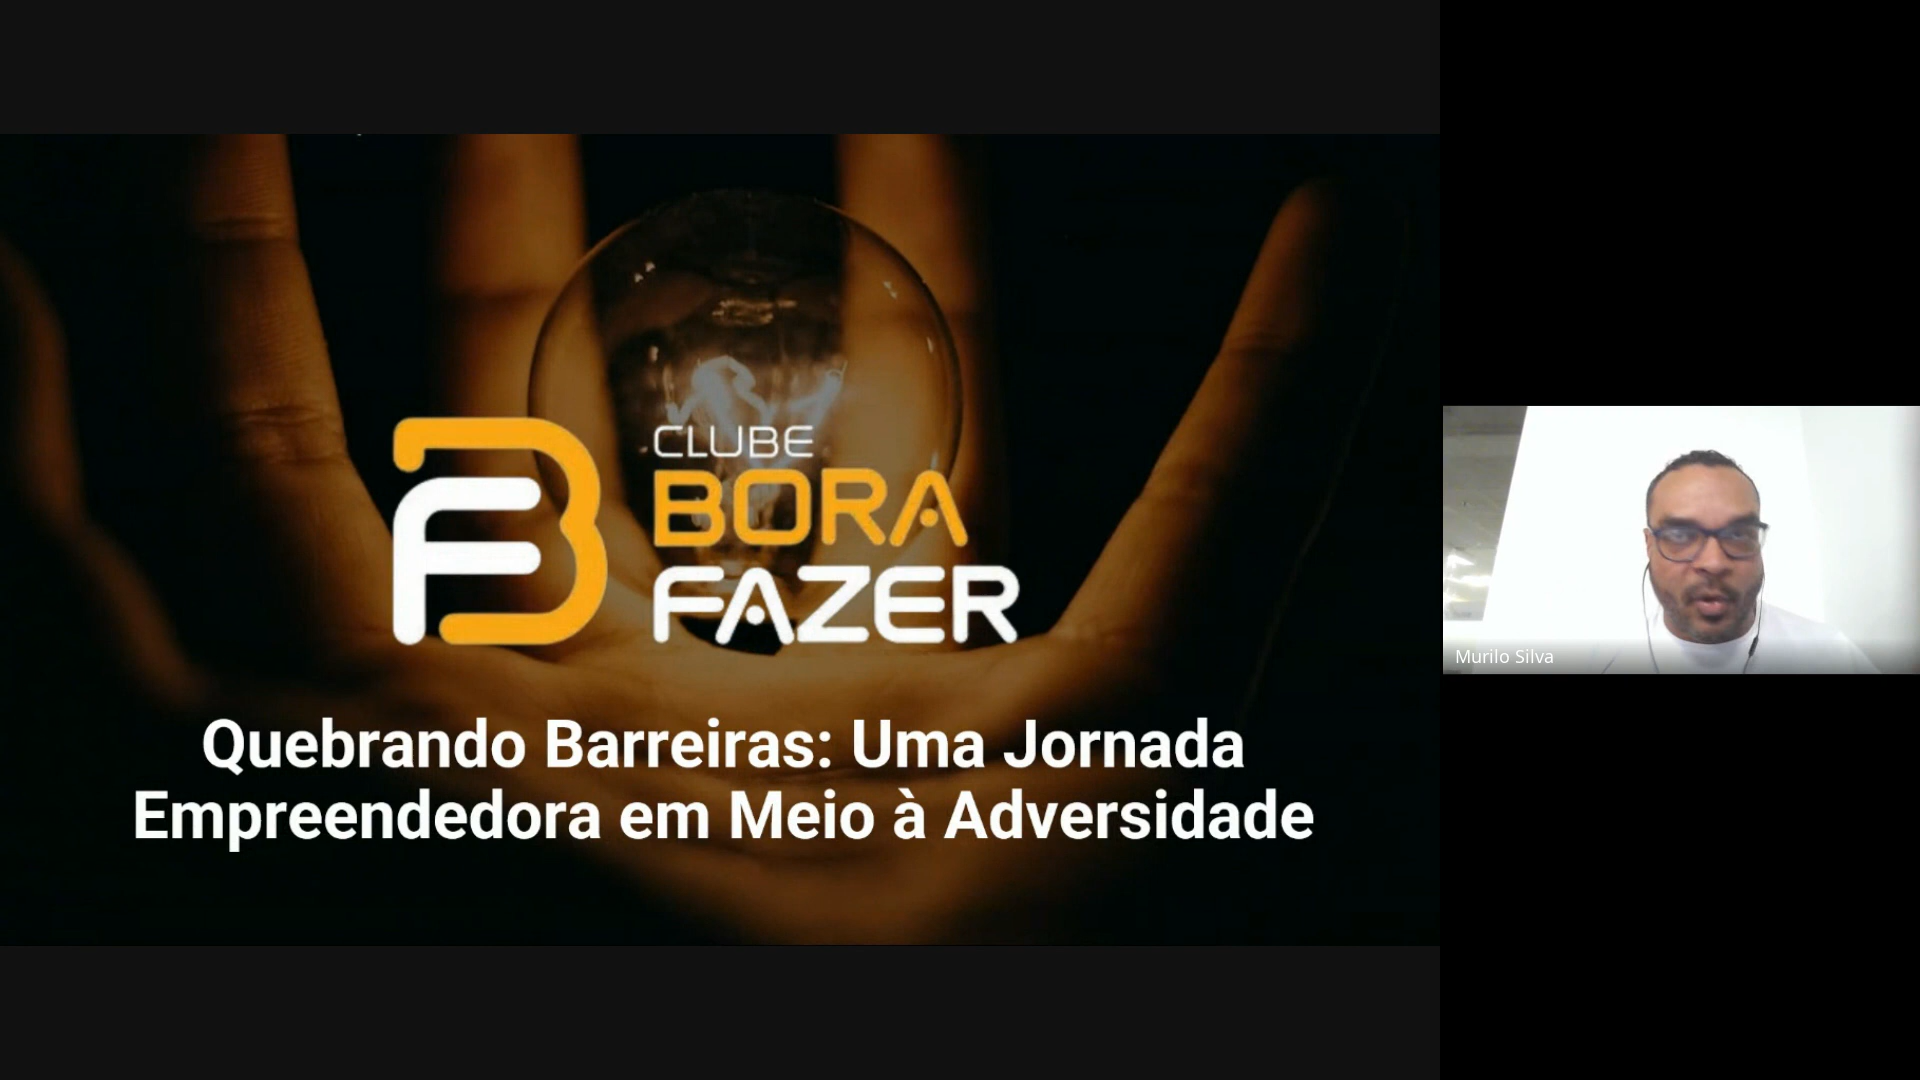 CLUBE
BORA
FAZER
Quebrando Barreiras: Uma Jornada
Empreendedora em Meio à Adversidade
Murilo Silva